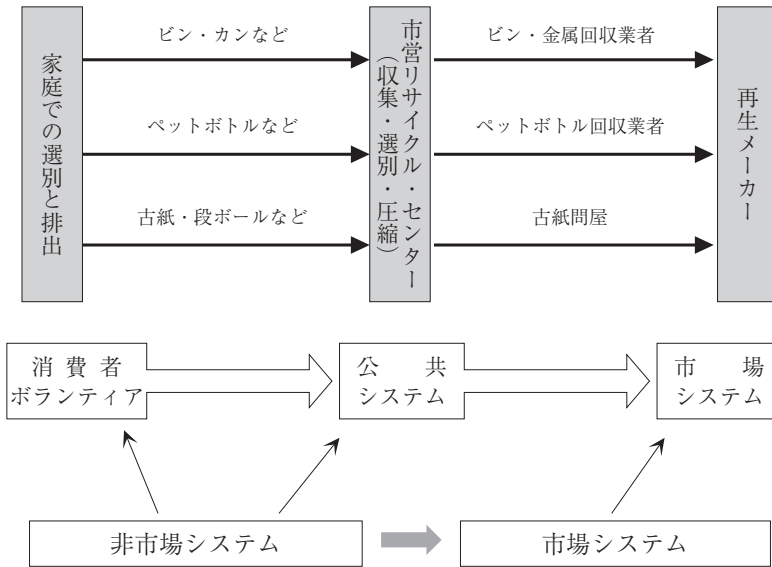 家庭での選別と排出
ビン・カンなど
ペットボトルなど
古紙・段ボールなど
市営リサイクル・センター
（収集・選別・圧縮）
ビン・金属回収業者
ペットボトル回収業者
古紙問屋
再生メーカー
消費者
ボランティア
公共
システム
市場
システム
非市場システム
市場システム